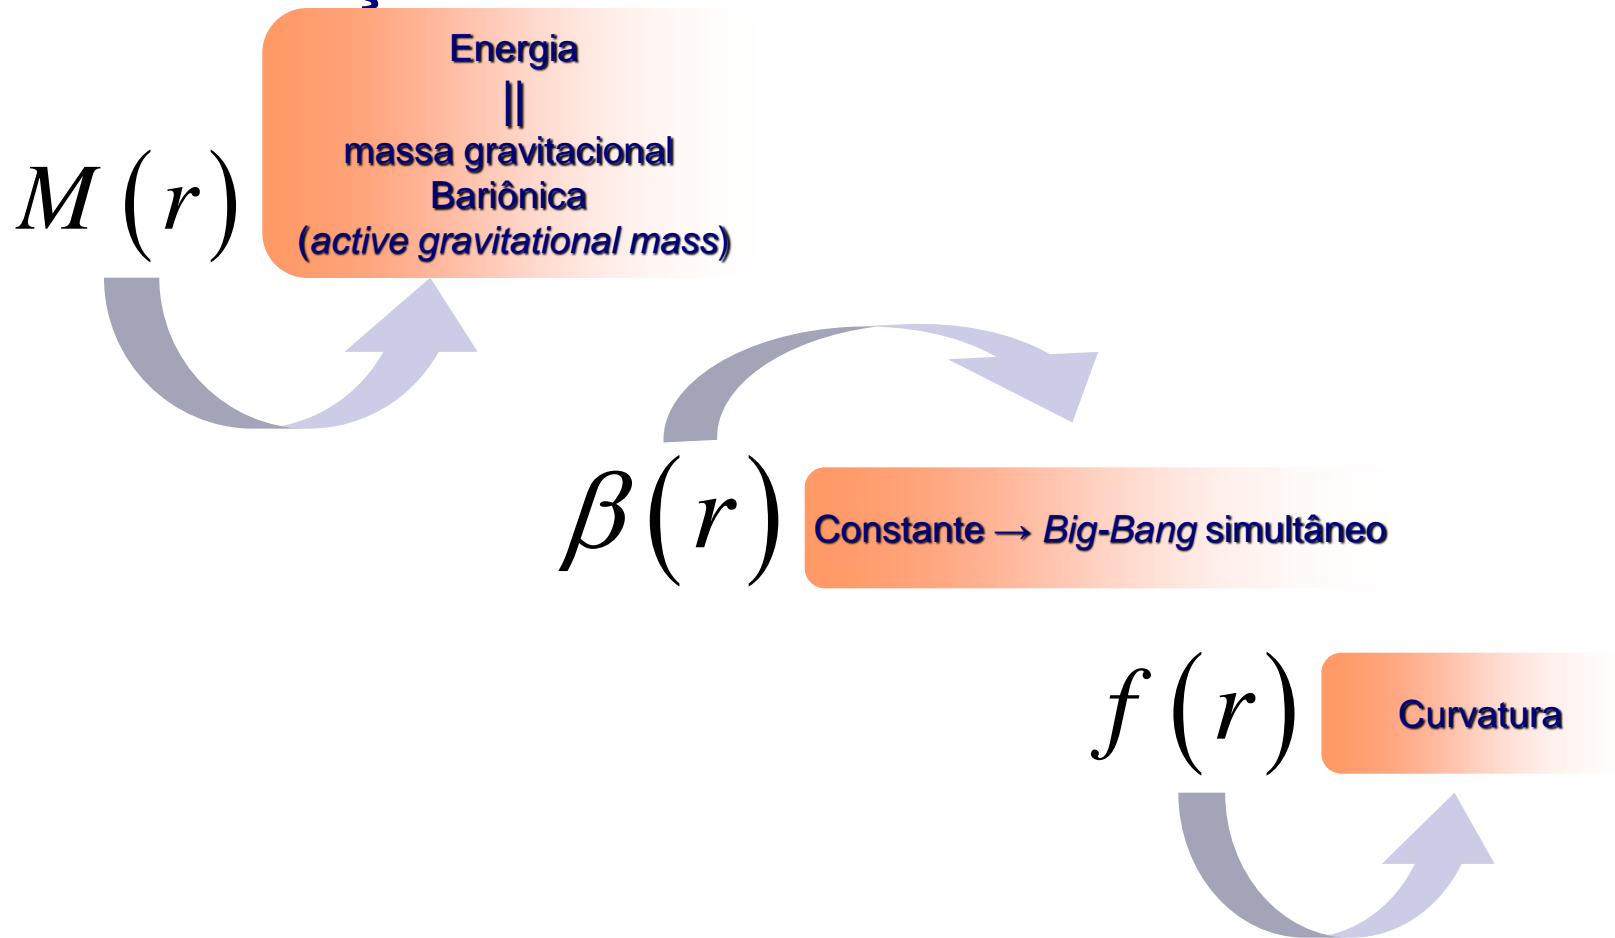 Energia
||
massa gravitacional
Bariônica
(active gravitational mass)
M(r)
β(r)
Constante → Big-Bang simultâneo
f(r)
Curvatura